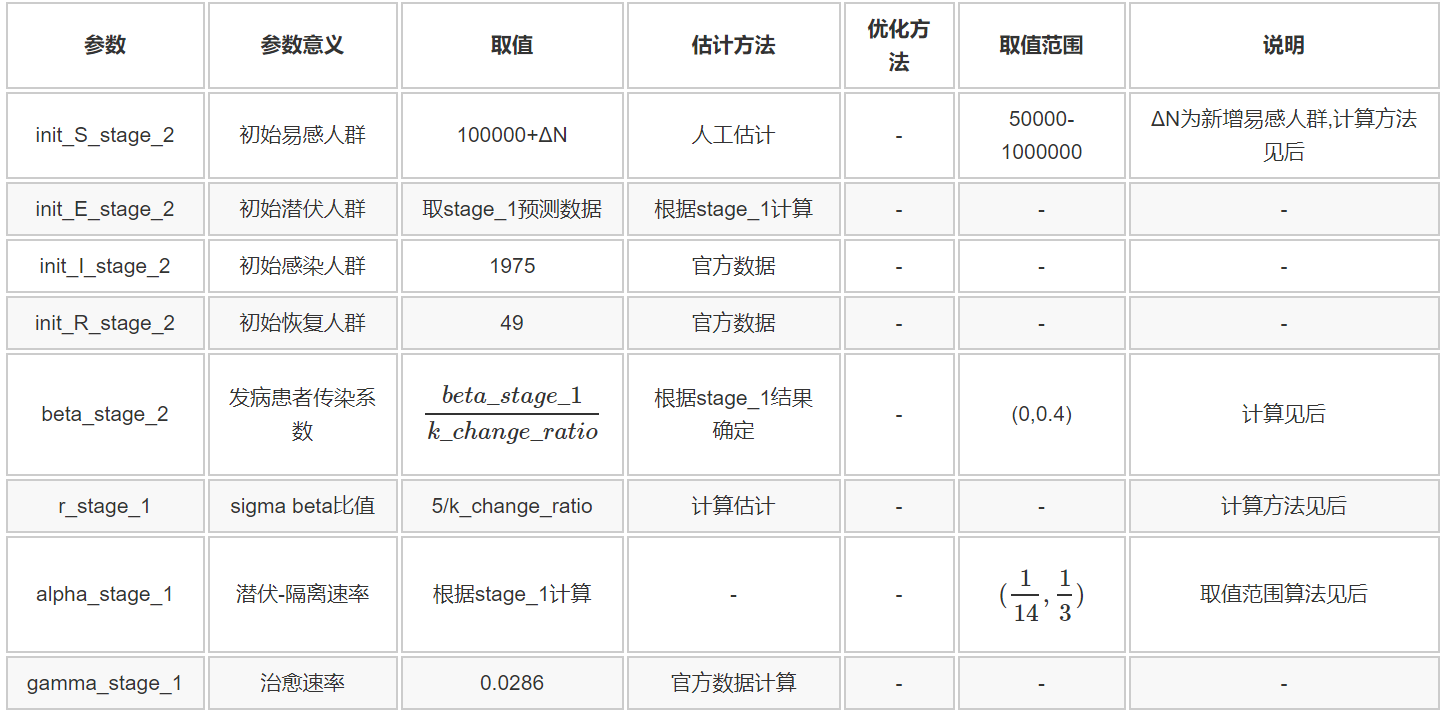 参数 参数意义 取值 估计方法 优化方法 取值范围 说明
init_S_stage_2 初始易感人群 100000+ΔN 人工估计 - 50000-1000000 ΔN为新增易感人群,计算方法见后
init_E_stage_2 初始潜伏人群 取stage_1预测数据 根据stage_1计算 - - -
init_I_stage_2 初始感染人群 1975 官方数据 - - -
init_R_stage_2 初始恢复人群 49 官方数据 - - -
beta_stage_2 发病患者传染系数 beta_stage_1/k_change_ratio 根据stage_1结果确定 - (0,0.4) 计算见后
r_stage_1 sigma beta比值 5/k_change_ratio 计算估计 - - 计算方法见后
alpha_stage_1 潜伏-隔离速率 根据stage_1计算 - - (1/14,1/3) 取值范围算法见后
gamma_stage_1 治愈速率 0.0286 官方数据计算 - - -